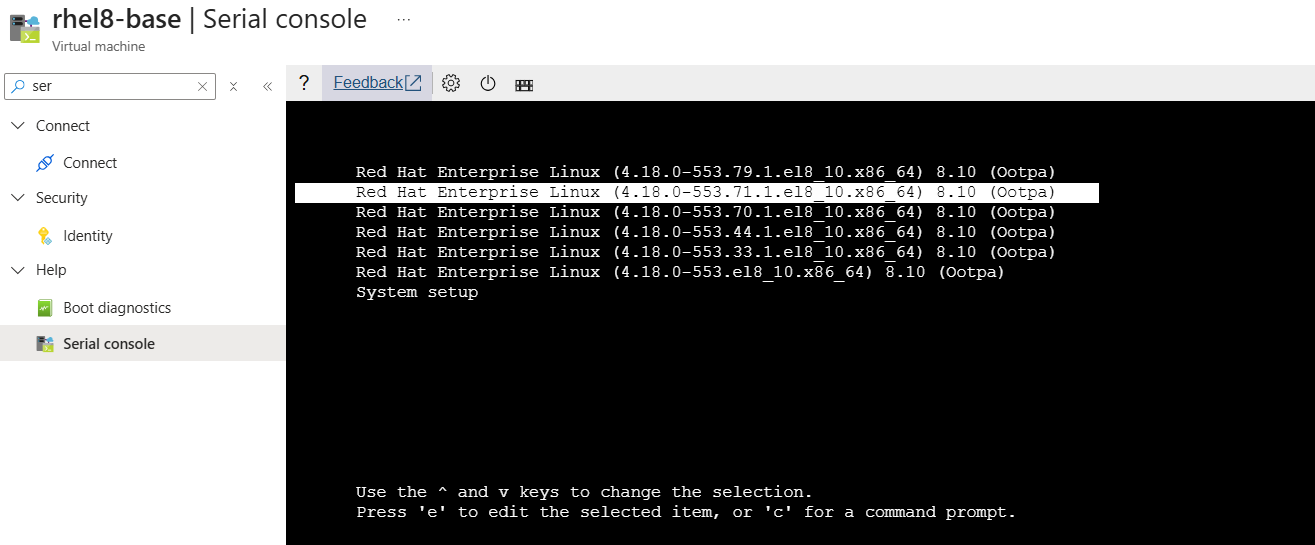 rhel8-base | Serial console ...
Virtual machine
ser
? Feedback
Connect
Connect
Security
Identity
Help
Boot diagnostics
Serial console
Red Hat Enterprise Linux (4.18.0-553.79.1.el8_10.x86_64) 8.10 (Ootpa)
Red Hat Enterprise Linux (4.18.0-553.71.1.el8_10.x86_64) 8.10 (Ootpa)
Red Hat Enterprise Linux (4.18.0-553.70.1.el8_10.x86_64) 8.10 (Ootpa)
Red Hat Enterprise Linux (4.18.0-553.44.1.el8_10.x86_64) 8.10 (Ootpa)
Red Hat Enterprise Linux (4.18.0-553.33.1.el8_10.x86_64) 8.10 (Ootpa)
Red Hat Enterprise Linux (4.18.0-553.el8_10.x86_64) 8.10 (Ootpa)
System setup
Use the ^ and v keys to change the selection.
Press 'e' to edit the selected item, or 'c' for a command prompt.